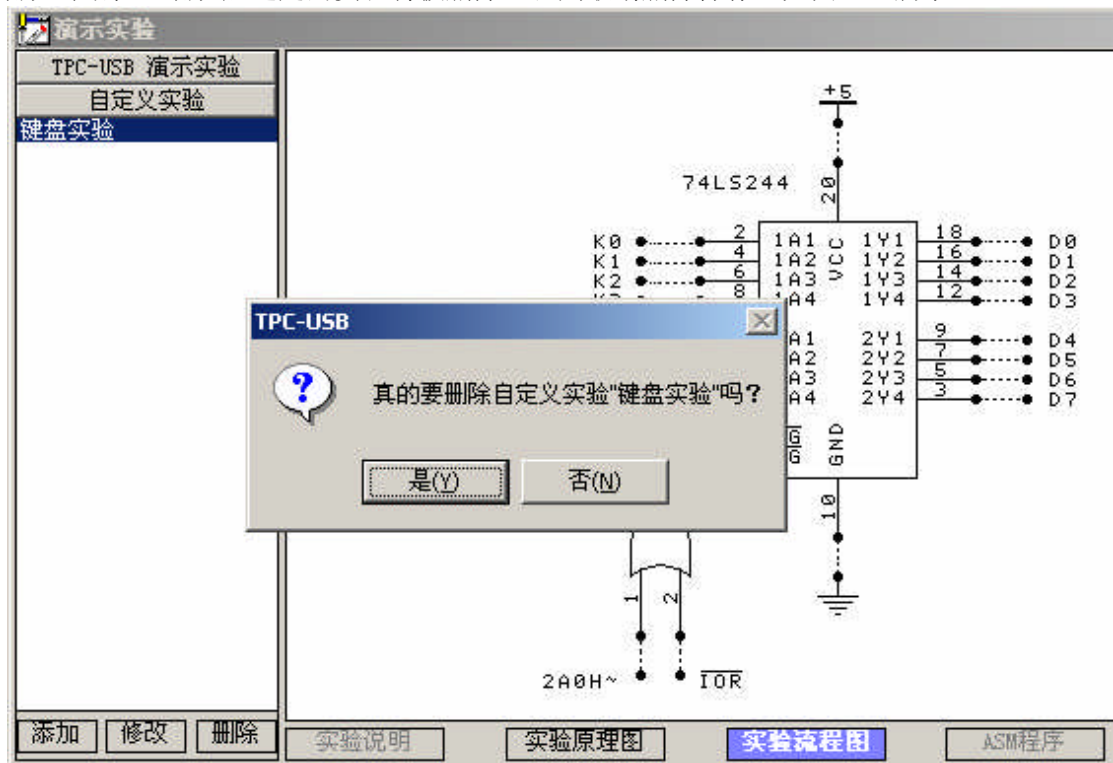 演示实验
TPC-USB 演示实验
自定义实验
键盘实验
+5
74LS244
20
K0 2 1A1 VCC 1Y1 18 D0
K1 4 1A2 1Y2 16 D1
K2 6 1A3 1Y3 14 D2
8 1Y4 12 D3
TPC-USB
真的要删除自定义实验"键盘实验"吗?
是(Y) 否(N)
A1 2Y1 9 D4
A2 2Y2 7 D5
A3 2Y3 5 D6
A4 2Y4 3 D7
G GND
G
10
1 2
2A0H~ IOR
添加 修改 删除
实验说明 实验原理图 实验流程图 ASM程序